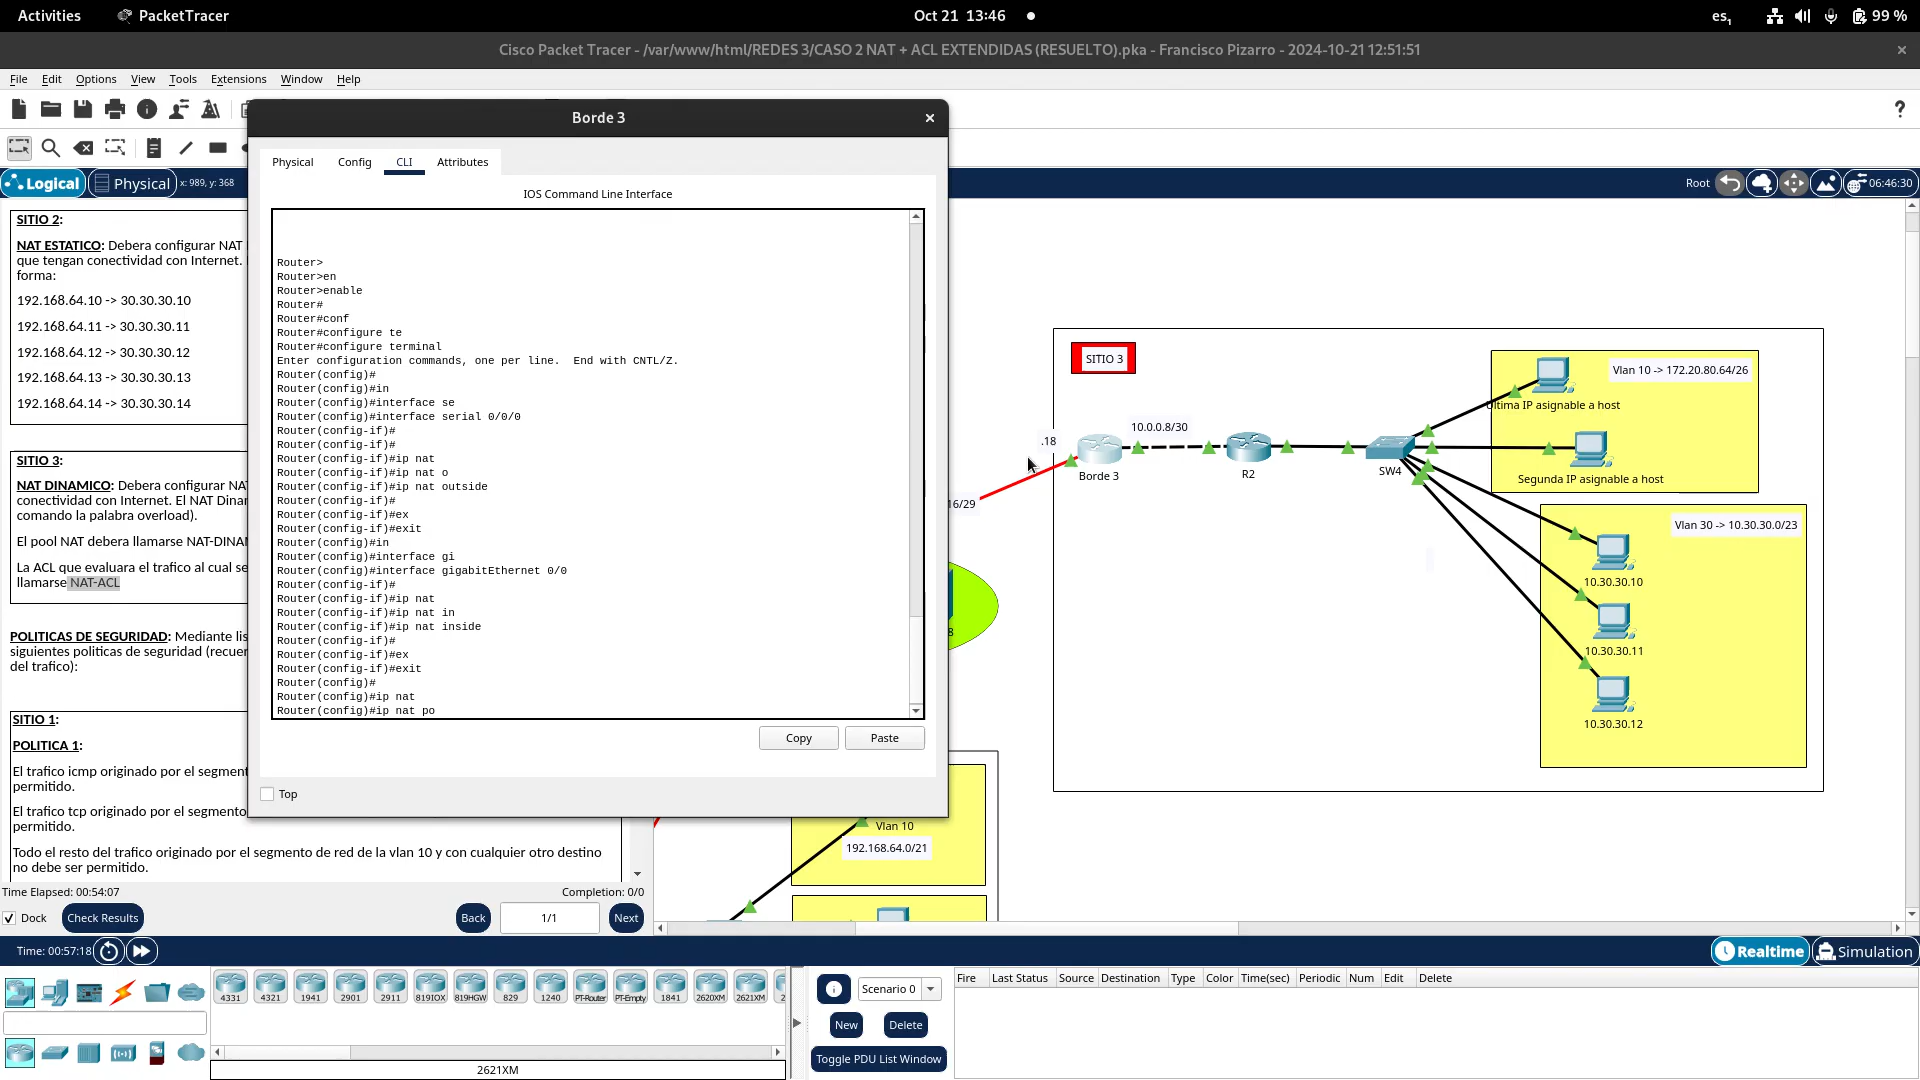 Activities
PacketTracer
Oct 21 13:46
es1
99 %
Cisco Packet Tracer - /var/www/html/REDES 3/CASO 2 NAT + ACL EXTENDIDAS (RESUELTO).pka - Francisco Pizarro - 2024-10-21 12:51:51
File Edit Options View Tools Extensions Window Help
?
Logical
Physical
x: 989, y: 368
Root
06:46:30
SITIO 2:
NAT ESTATICO: Debera configurar NAT
que tengan conectividad con Internet.
forma:
192.168.64.10 -> 30.30.30.10
192.168.64.11 -> 30.30.30.11
192.168.64.12 -> 30.30.30.12
192.168.64.13 -> 30.30.30.13
192.168.64.14 -> 30.30.30.14
SITIO 3:
NAT DINAMICO: Debera configurar NA
conectividad con Internet. El NAT Dinar
comando la palabra overload).
El pool NAT debera llamarse NAT-DINA
La ACL que evaluara el trafico al cual se
llamarse NAT-ACL
POLITICAS DE SEGURIDAD: Mediante lis
siguientes politicas de seguridad (recuer
del trafico):
SITIO 1:
POLITICA 1:
El trafico icmp originado por el segment
permitido.
El trafico tcp originado por el segmento
permitido.
Todo el resto del trafico originado por el segmento de red de la vlan 10 y con cualquier otro destino
no debe ser permitido.
Time Elapsed: 00:54:07
Completion: 0/0
Dock
Check Results
Back
1/1
Next
Borde 3
Physical
Config
CLI
Attributes
IOS Command Line Interface
Router>
Router>en
Router>enable
Router#
Router#conf
Router#configure te
Router#configure terminal
Enter configuration commands, one per line.  End with CNTL/Z.
Router(config)#
Router(config)#in
Router(config)#interface se
Router(config)#interface serial 0/0/0
Router(config-if)#
Router(config-if)#
Router(config-if)#ip nat
Router(config-if)#ip nat o
Router(config-if)#ip nat outside
Router(config-if)#
Router(config-if)#ex
Router(config-if)#exit
Router(config)#in
Router(config)#interface gi
Router(config)#interface gigabitEthernet 0/0
Router(config-if)#
Router(config-if)#ip nat
Router(config-if)#ip nat in
Router(config-if)#ip nat inside
Router(config-if)#
Router(config-if)#ex
Router(config-if)#exit
Router(config)#
Router(config)#ip nat
Router(config)#ip nat po
Copy
Paste
Top
SITIO 3
.18
10.0.0.8/30
Borde 3
R2
SW4
16/29
8
Vlan 10 -> 172.20.80.64/26
Ultima IP asignable a host
Segunda IP asignable a host
Vlan 30 -> 10.30.30.0/23
10.30.30.10
10.30.30.11
10.30.30.12
Vlan 10
192.168.64.0/21
Time: 00:57:18
Realtime
Simulation
4331
4321
1941
2901
2911
819IOX
819HGW
829
1240
PT-Router
PT-Empty
1841
2620XM
2621XM
2
2621XM
Scenario 0
New
Delete
Toggle PDU List Window
Fire
Last Status
Source
Destination
Type
Color
Time(sec)
Periodic
Num
Edit
Delete